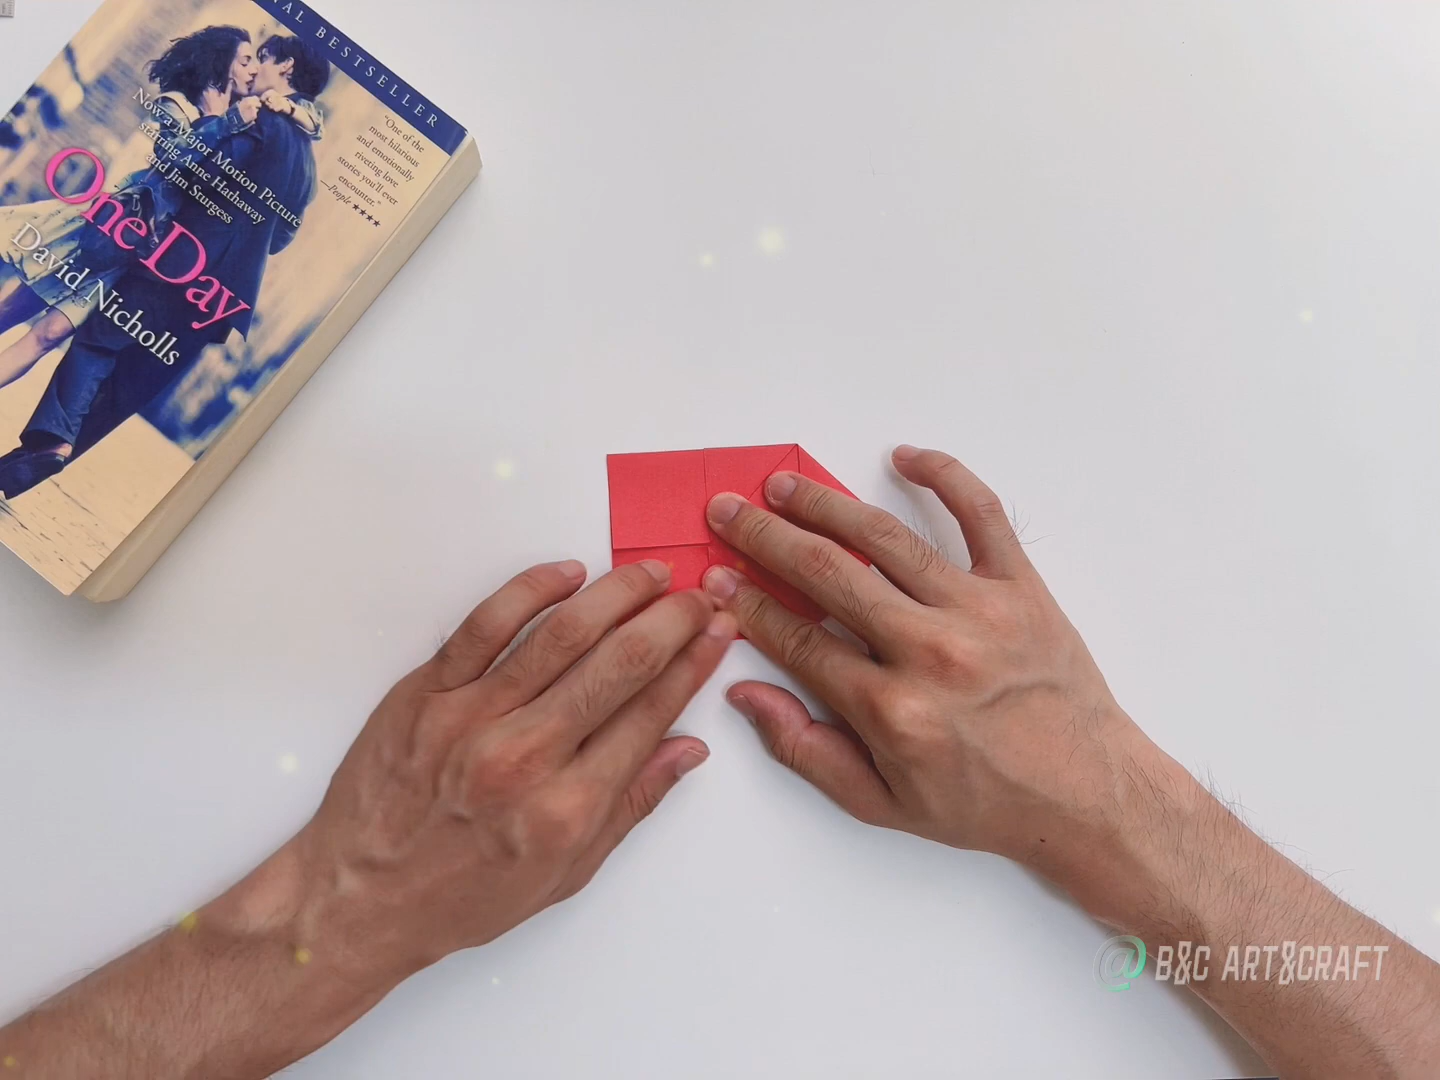 NAL BESTSELLER
"One of the
most hilarious
and emotionally
riveting love
stories you'll ever
encounter."
—People ★★★★
Now a Major Motion Picture
starring Anne Hathaway
and Jim Sturgess
One Day
David Nicholls
@ B&C ART&CRAFT